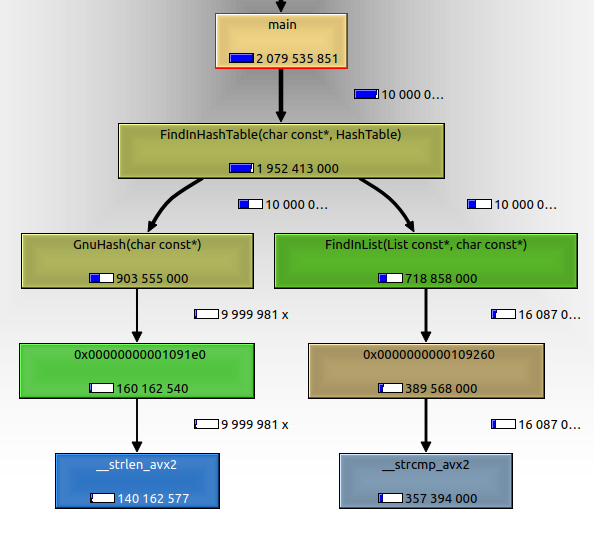 main
2 079 535 851
10 000 0...
FindInHashTable(char const*, HashTable)
1 952 413 000
10 000 0...
10 000 0...
GnuHash(char const*)
903 555 000
FindInList(List const*, char const*)
718 858 000
9 999 981 x
16 087 0...
0x00000000001091e0
160 162 540
0x0000000000109260
389 568 000
9 999 981 x
16 087 0...
__strlen_avx2
140 162 577
__strcmp_avx2
357 394 000